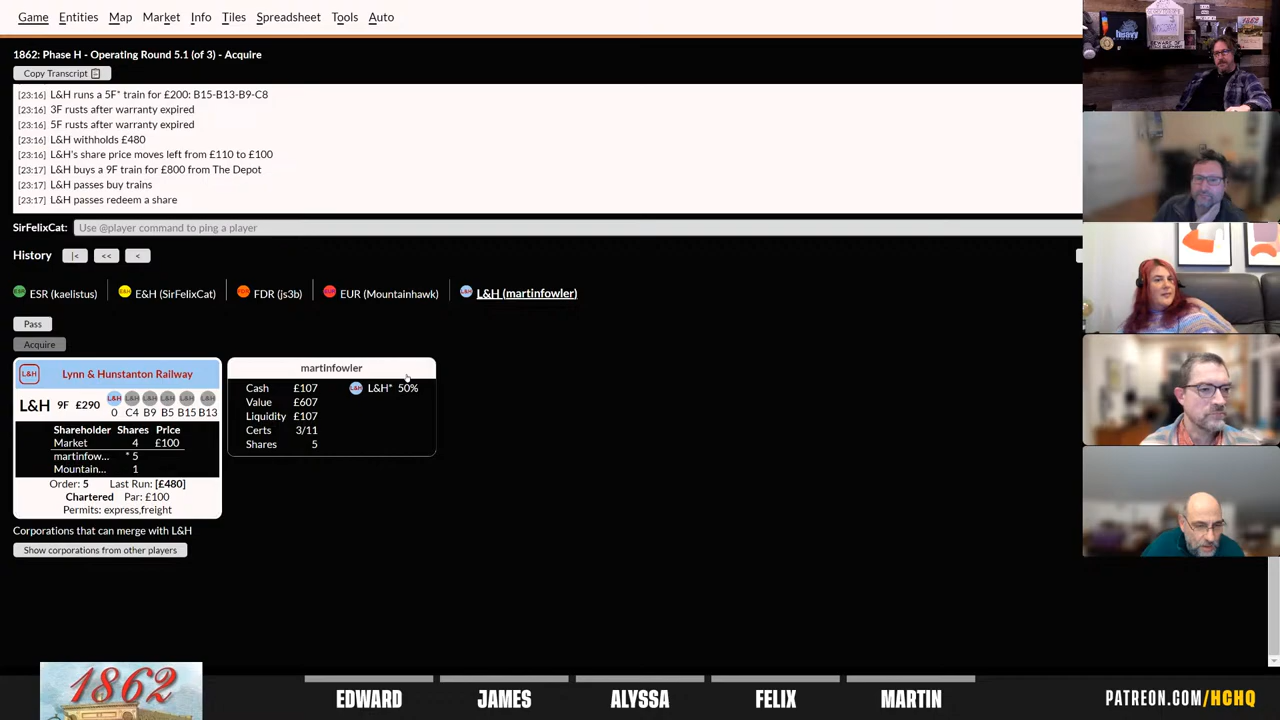 Game Entities Map Market Info Tiles Spreadsheet Tools Auto
1862: Phase H - Operating Round 5.1 (of 3) - Acquire
Copy Transcript
[23:16] L&H runs a 5F* train for £200: B15-B13-B9-C8
[23:16] 3F rusts after warranty expired
[23:16] 5F rusts after warranty expired
[23:16] L&H withholds £480
[23:16] L&H's share price moves left from £110 to £100
[23:17] L&H buys a 9F train for £800 from The Depot
[23:17] L&H passes buy trains
[23:17] L&H passes redeem a share
SirFelixCat: Use @player command to ping a player
History |< << <
ESR (kaelistus) E&H (SirFelixCat) FDR (js3b) EUR (Mountainhawk) L&H (martinfowler)
Pass
Acquire
L&H Lynn & Hunstanton Railway
L&H 9F £290
0 C4 B9 B5 B15 B13
Shareholder Shares Price
Market 4 £100
martinfow... * 5
Mountain... 1
Order: 5 Last Run: [£480]
Chartered Par: £100
Permits: express,freight
martinfowler
Cash £107 L&H* 50%
Value £607
Liquidity £107
Certs 3/11
Shares 5
Corporations that can merge with L&H
Show corporations from other players
1862
EDWARD JAMES ALYSSA FELIX MARTIN
PATREON.COM/HCHQ